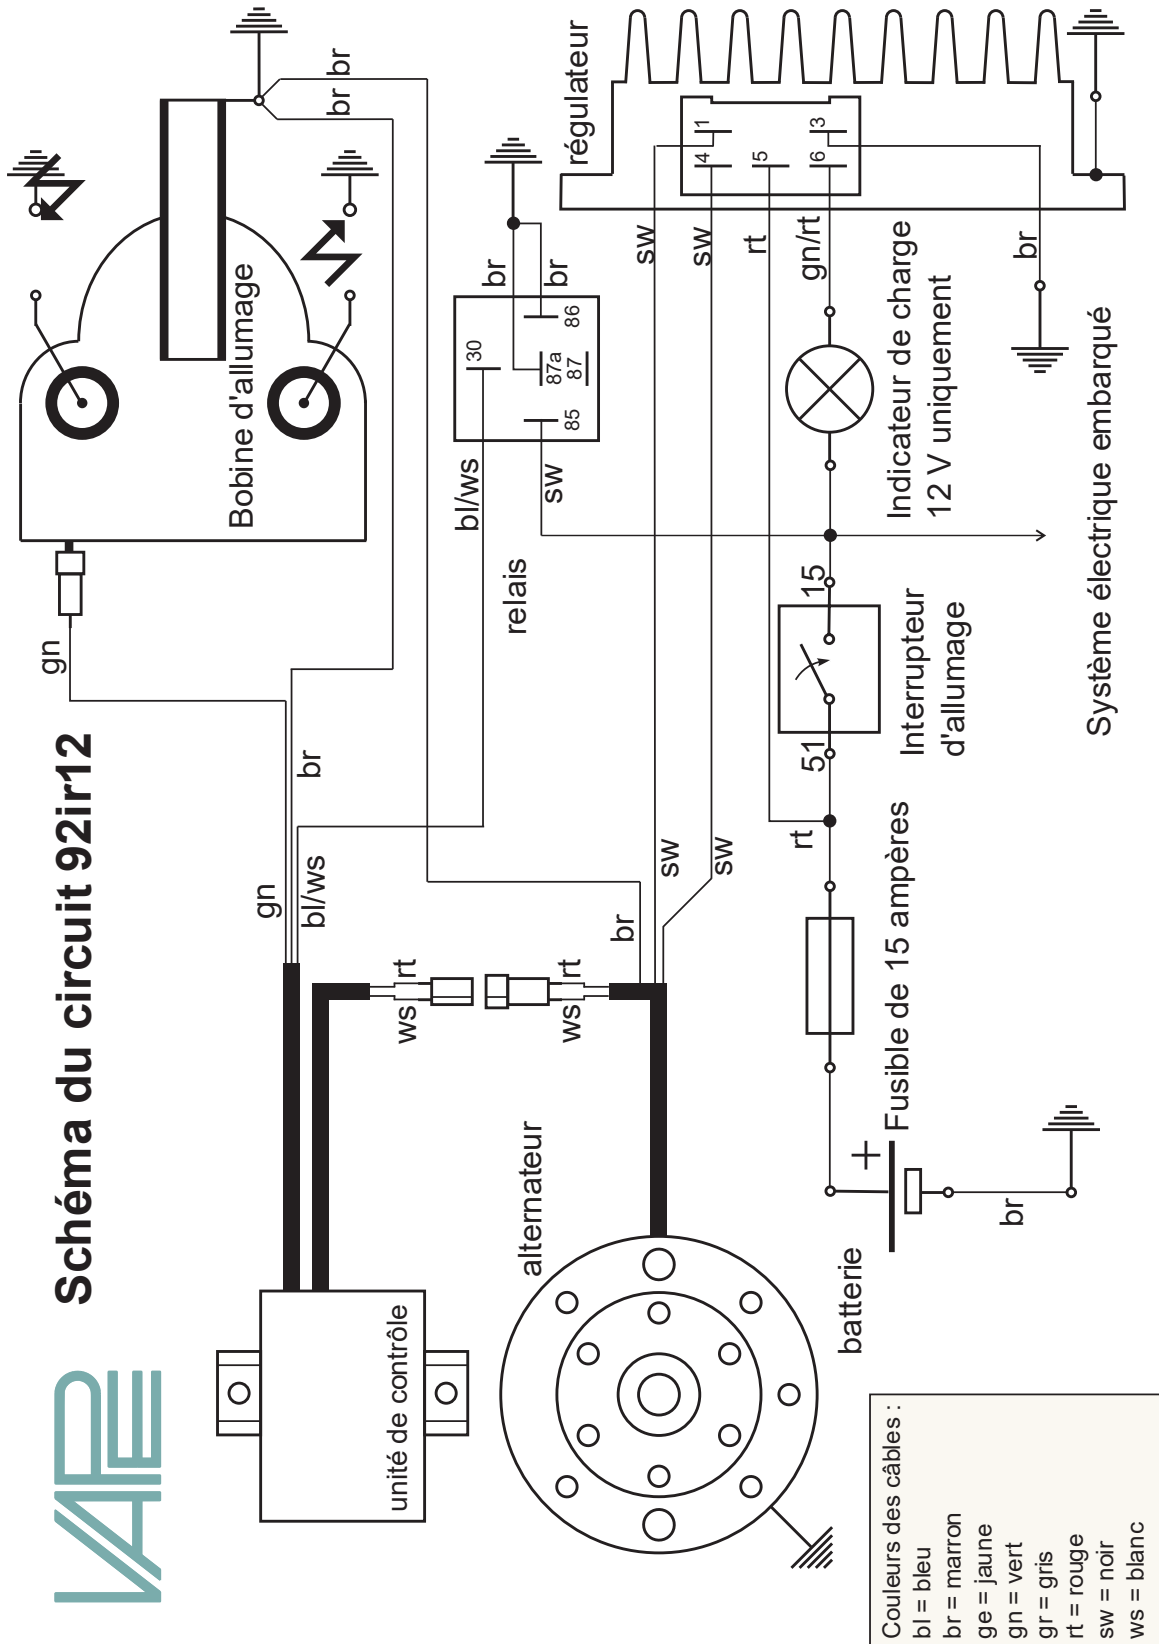 VAPE
Schéma du circuit 92ir12
gn
Bobine d'allumage
br
br
br
gn
bl/ws
unité de contrôle
ws
rt
ws
rt
alternateur
br
sw
sw
bl/ws
relais
sw
30
85
87a
87
86
br
br
régulateur
1
4
5
3
6
sw
sw
rt
gn/rt
br
Indicateur de charge
12 V uniquement
15
51
Interrupteur
d'allumage
rt
Fusible de 15 ampères
+
batterie
br
Système électrique embarqué
Couleurs des câbles :
bl = bleu
br = marron
ge = jaune
gn = vert
gr = gris
rt = rouge
sw = noir
ws = blanc